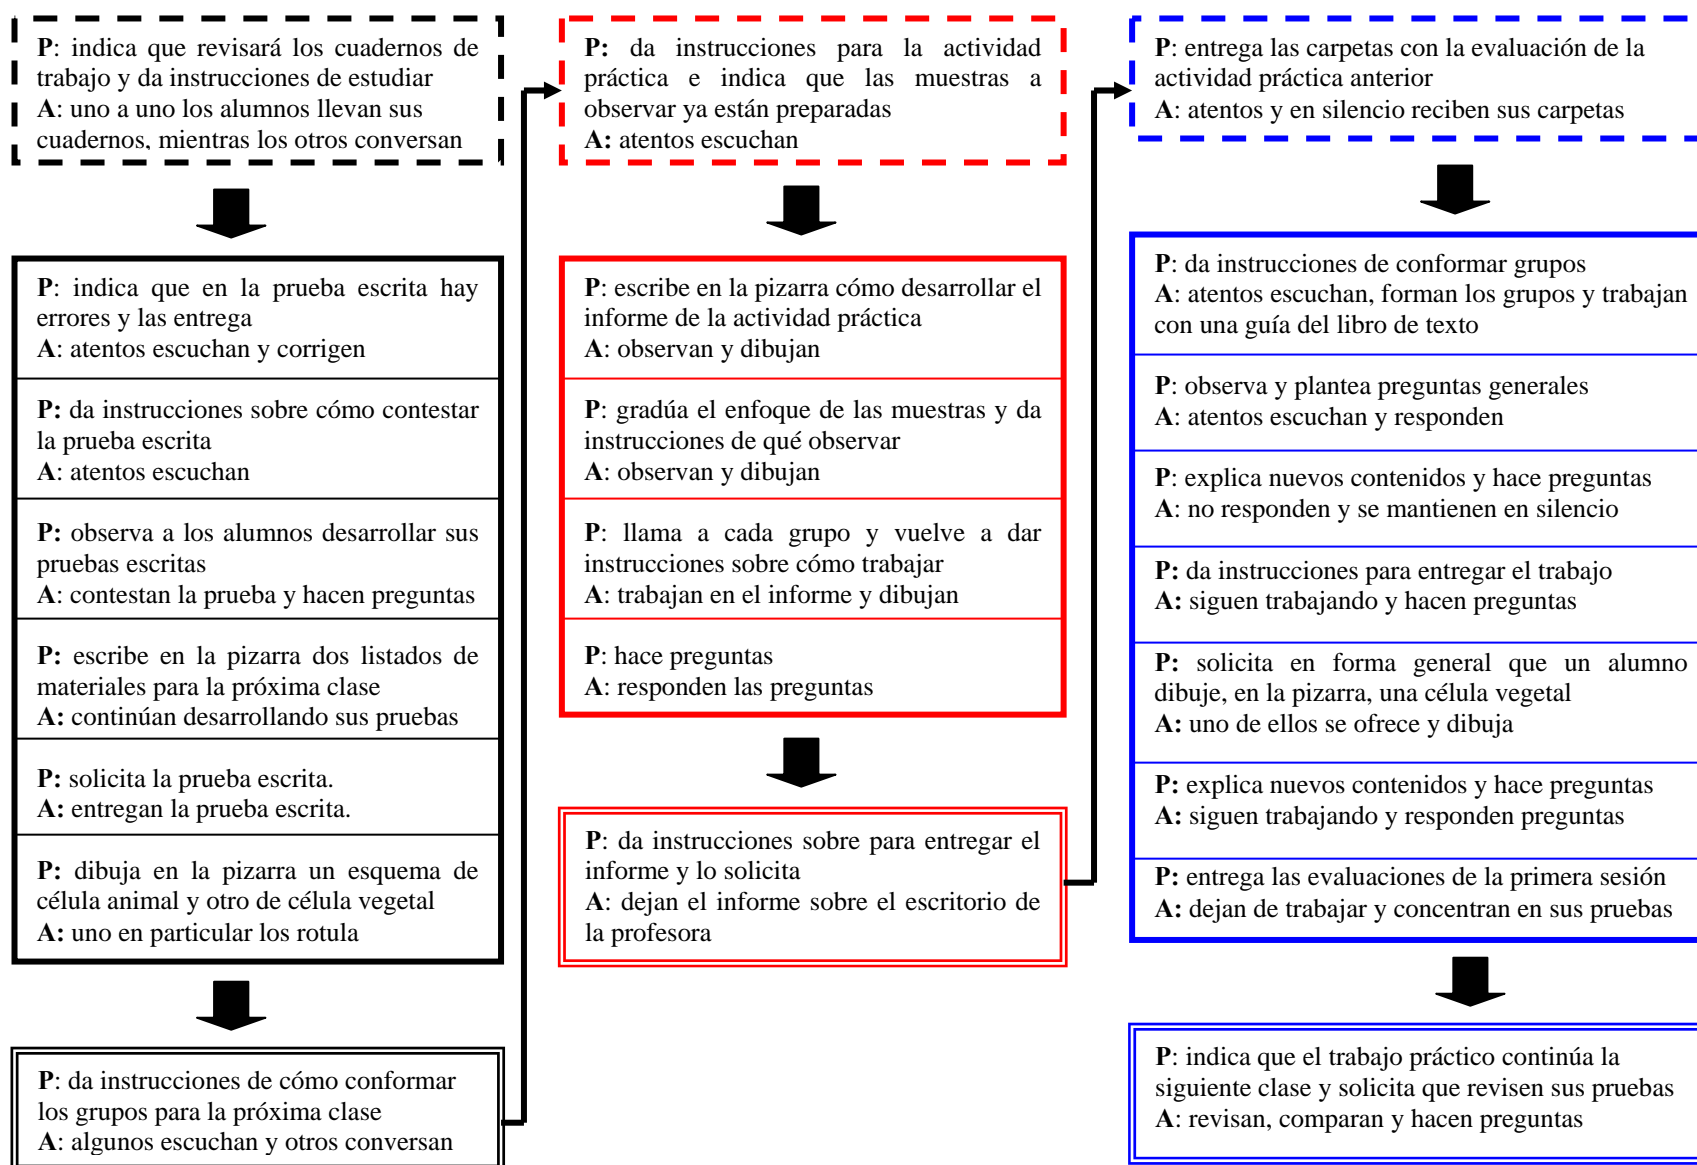 P: indica que revisará los cuadernos de
trabajo y da instrucciones de estudiar
A: uno a uno los alumnos llevan sus
cuadernos, mientras los otros conversan
P: indica que en la prueba escrita hay
errores y las entrega
A: atentos escuchan y corrigen
P: da instrucciones sobre cómo contestar
la prueba escrita
A: atentos escuchan
P: observa a los alumnos desarrollar sus
pruebas escritas
A: contestan la prueba y hacen preguntas
P: escribe en la pizarra dos listados de
materiales para la próxima clase
A: continúan desarrollando sus pruebas
P: solicita la prueba escrita.
A: entregan la prueba escrita.
P: dibuja en la pizarra un esquema de
célula animal y otro de célula vegetal
A: uno en particular los rotula
P: da instrucciones de cómo conformar
los grupos para la próxima clase
A: algunos escuchan y otros conversan
P: da instrucciones para la actividad
práctica e indica que las muestras a
observar ya están preparadas
A: atentos escuchan
P: escribe en la pizarra cómo desarrollar el
informe de la actividad práctica
A: observan y dibujan
P: gradúa el enfoque de las muestras y da
instrucciones de qué observar
A: observan y dibujan
P: llama a cada grupo y vuelve a dar
instrucciones sobre cómo trabajar
A: trabajan en el informe y dibujan
P: hace preguntas
A: responden las preguntas
P: da instrucciones sobre para entregar el
informe y lo solicita
A: dejan el informe sobre el escritorio de
la profesora
P: entrega las carpetas con la evaluación de la
actividad práctica anterior
A: atentos y en silencio reciben sus carpetas
P: da instrucciones de conformar grupos
A: atentos escuchan, forman los grupos y trabajan
con una guía del libro de texto
P: observa y plantea preguntas generales
A: atentos escuchan y responden
P: explica nuevos contenidos y hace preguntas
A: no responden y se mantienen en silencio
P: da instrucciones para entregar el trabajo
A: siguen trabajando y hacen preguntas
P: solicita en forma general que un alumno
dibuje, en la pizarra, una célula vegetal
A: uno de ellos se ofrece y dibuja
P: explica nuevos contenidos y hace preguntas
A: siguen trabajando y responden preguntas
P: entrega las evaluaciones de la primera sesión
A: dejan de trabajar y concentran en sus pruebas
P: indica que el trabajo práctico continúa la
siguiente clase y solicita que revisen sus pruebas
A: revisan, comparan y hacen preguntas